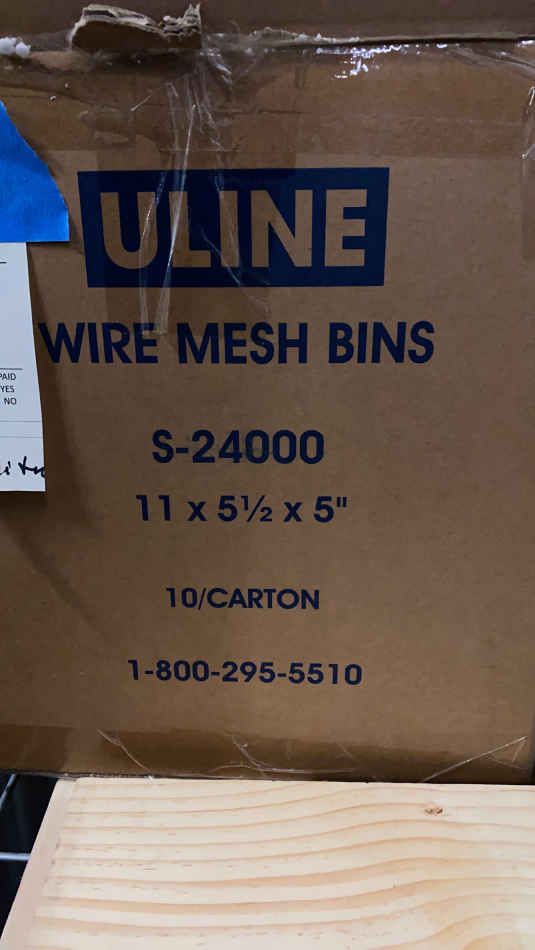 ULINE
WIRE MESH BINS
PAID
YES
NO
S-24000
11 x 5½ x 5"
10/CARTON
1-800-295-5510